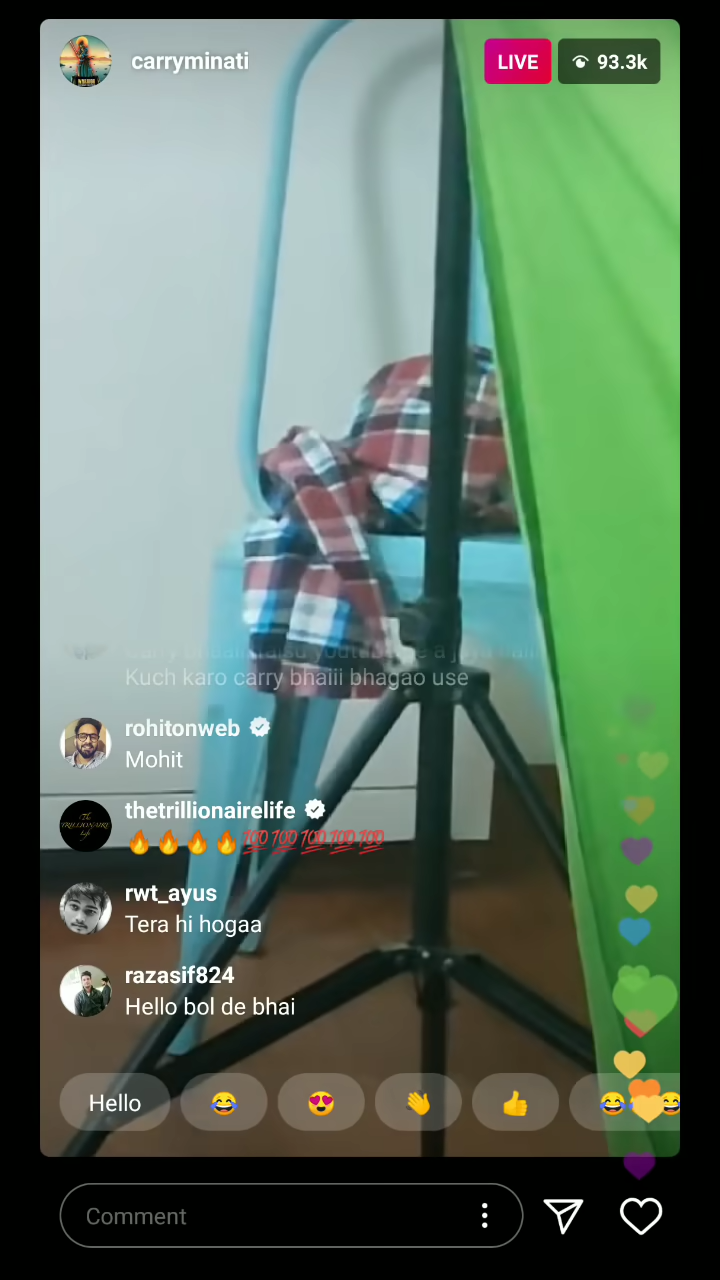 carryminati
LIVE
93.3k
Kuch karo carry bhaiii bhagao use
rohitonweb
Mohit
thetrillionairelife
🔥🔥🔥🔥💯💯💯💯💯
rwt_ayus
Tera hi hogaa
razasif824
Hello bol de bhai
Hello 😂 😍 👋 👍 😂 😂
Comment